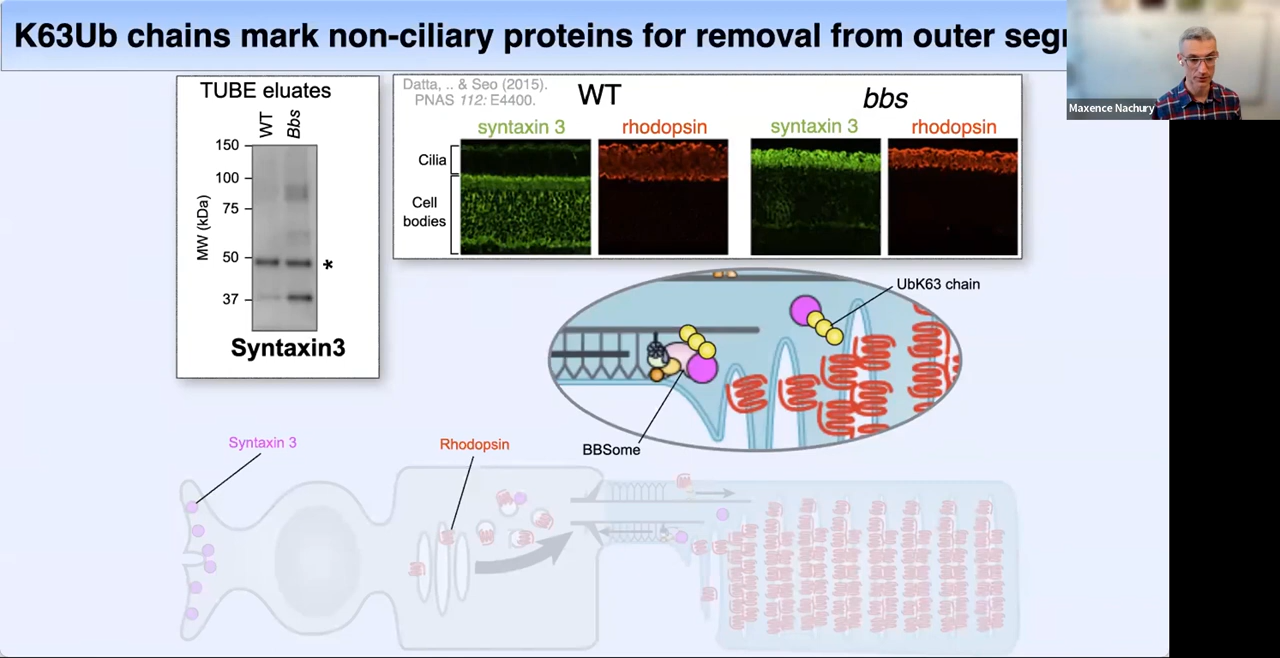 K63Ub chains mark non-ciliary proteins for removal from outer segr
Maxence Nachury
TUBE eluates
WT
Bbs
MW (kDa)
150
100
75
50
37
*
Syntaxin3
Datta, .. & Seo (2015).
PNAS 112: E4400.
WT
bbs
syntaxin 3
rhodopsin
syntaxin 3
rhodopsin
Cilia
Cell
bodies
UbK63 chain
BBSome
Syntaxin 3
Rhodopsin